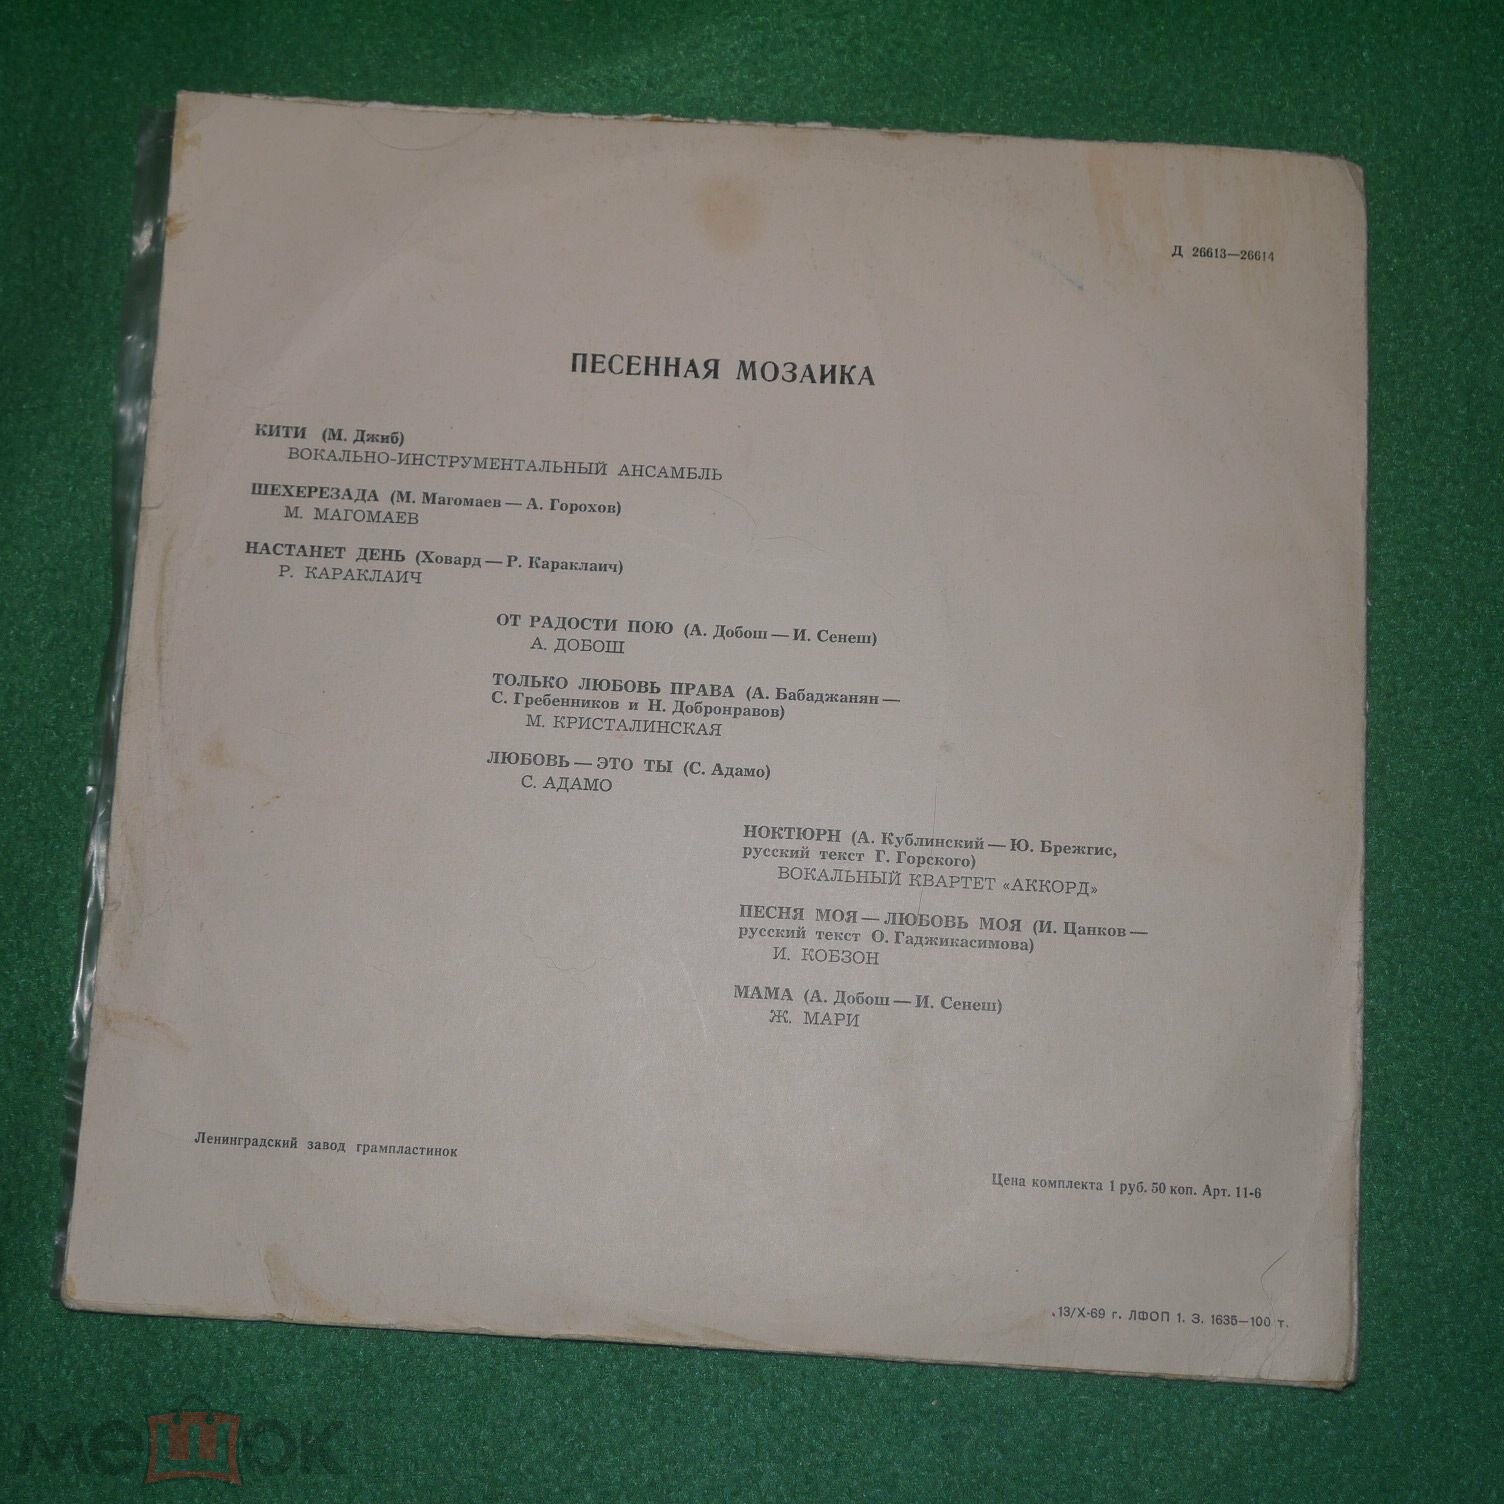 Д 26613—26614
ПЕСЕННАЯ МОЗАИКА
КИТИ (М. Джиб)
ВОКАЛЬНО-ИНСТРУМЕНТАЛЬНЫЙ АНСАМБЛЬ
ШЕХЕРЕЗАДА (М. Магомаев — А. Горохов)
М. МАГОМАЕВ
НАСТАНЕТ ДЕНЬ (Ховард — Р. Караклаич)
Р. КАРАКЛАИЧ
ОТ РАДОСТИ ПОЮ (А. Добош — И. Сенеш)
А. ДОБОШ
ТОЛЬКО ЛЮБОВЬ ПРАВА (А. Бабаджанян —
С. Гребенников и Н. Добронравов)
М. КРИСТАЛИНСКАЯ
ЛЮБОВЬ — ЭТО ТЫ (С. Адамо)
С. АДАМО
НОКТЮРН (А. Кублинский — Ю. Брежгис,
русский текст Г. Горского)
ВОКАЛЬНЫЙ КВАРТЕТ «АККОРД»
ПЕСНЯ МОЯ — ЛЮБОВЬ МОЯ (И. Цанков —
русский текст О. Гаджикасимова)
И. КОБЗОН
МАМА (А. Добош — И. Сенеш)
Ж. МАРИ
Ленинградский завод грампластинок
Цена комплекта 1 руб. 50 коп. Арт. 11-6
13/X-69 г. ЛФОП 1. З. 1635—100 т.
мешок